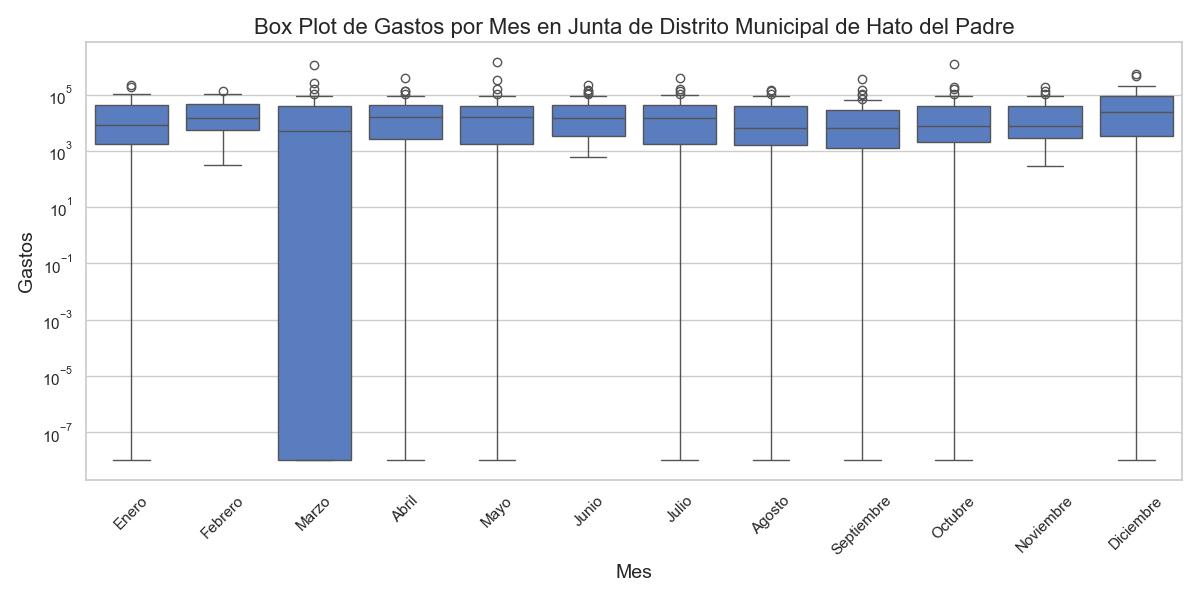 Box Plot de Gastos por Mes en Junta de Distrito Municipal de Hato del Padre
Gastos
10^5
10^3
10^1
10^−1
10^−3
10^−5
10^−7
Enero
Febrero
Marzo
Abril
Mayo
Junio
Julio
Agosto
Septiembre
Octubre
Noviembre
Diciembre
Mes